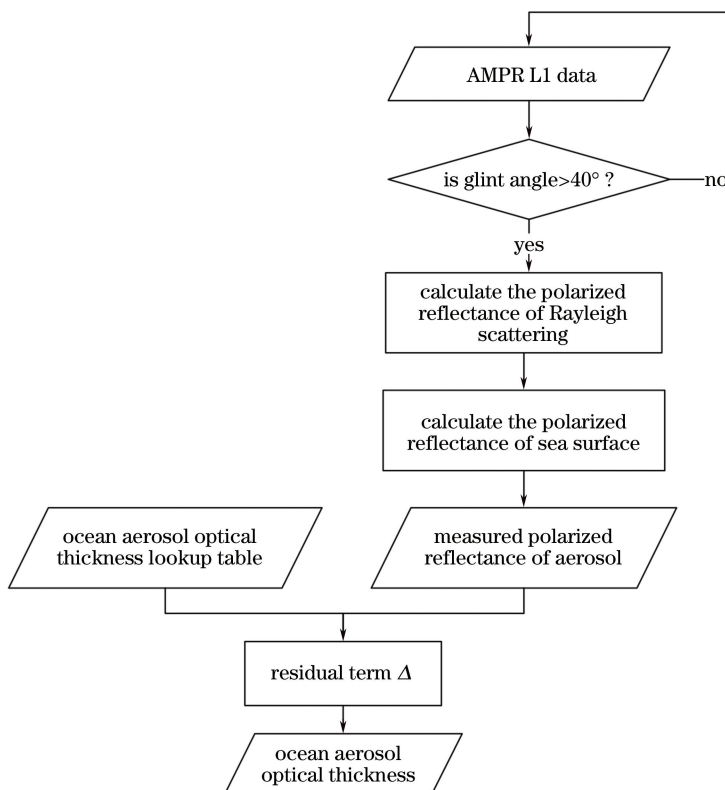 AMPR L1 data
is glint angle>40° ?
no
yes
calculate the polarized
reflectance of Rayleigh
scattering
calculate the polarized
reflectance of sea surface
ocean aerosol optical
thickness lookup table
measured polarized
reflectance of aerosol
residual term Δ
ocean aerosol
optical thickness